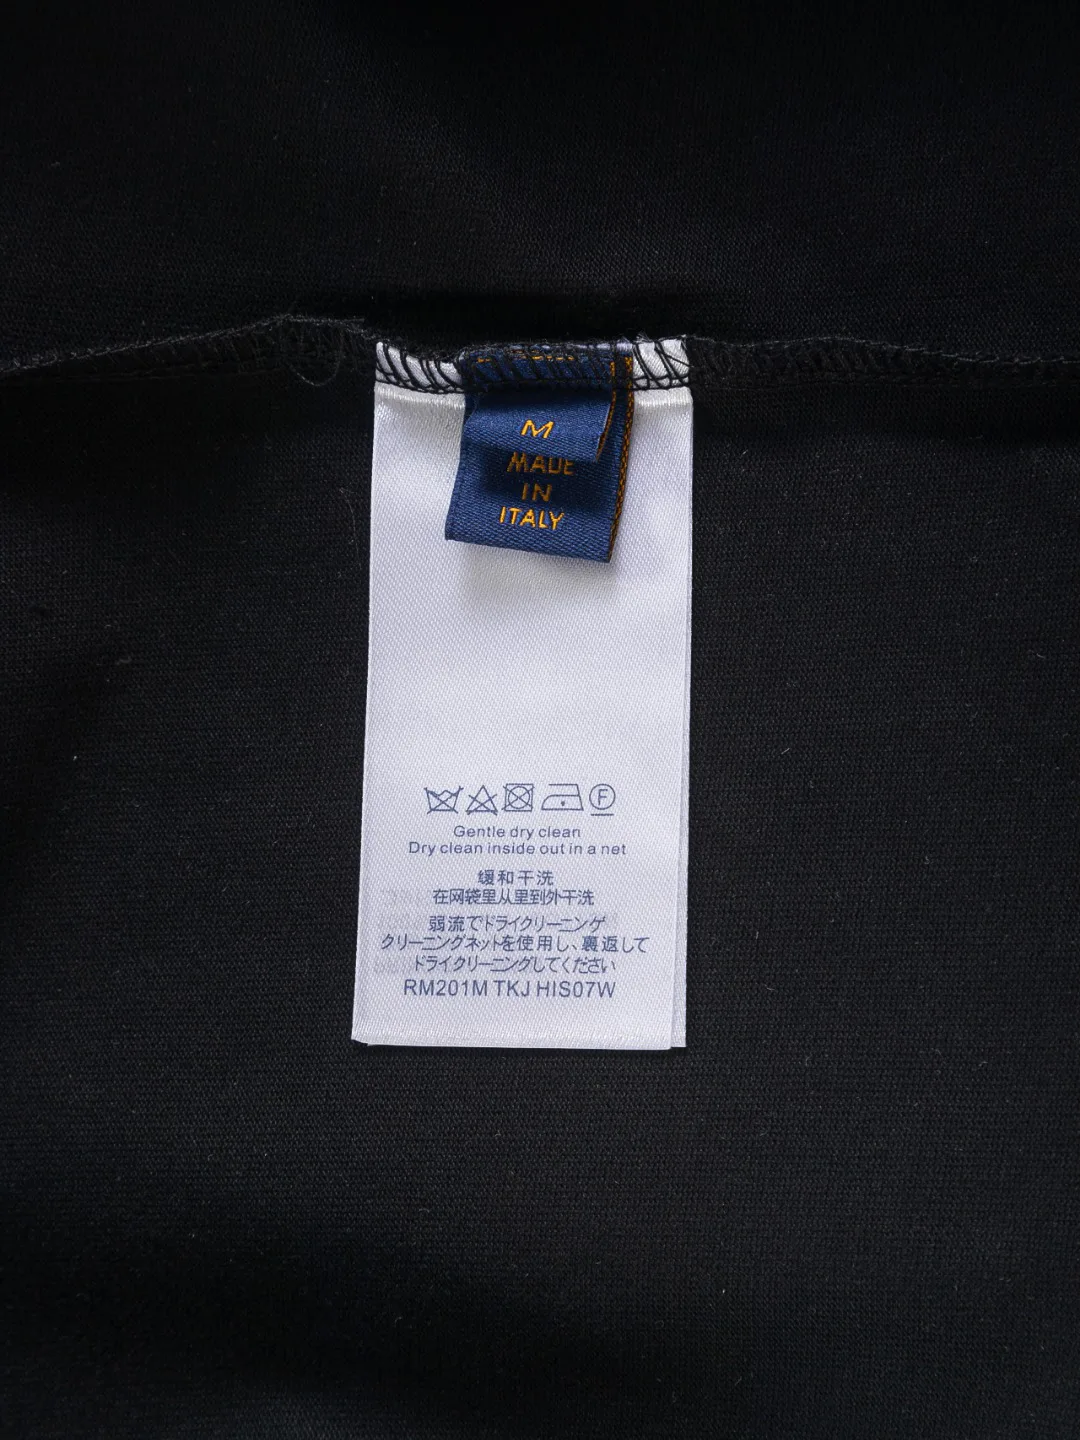 M
MADE
IN
ITALY
F
Gentle dry clean
Dry clean inside out in a net
缓和干洗
在网袋里从里到外干洗
弱流でドライクリーニンゲ
クリーニングネットを使用し、裏返して
ドライクリーニングしてください
RM201M TKJ HIS07W